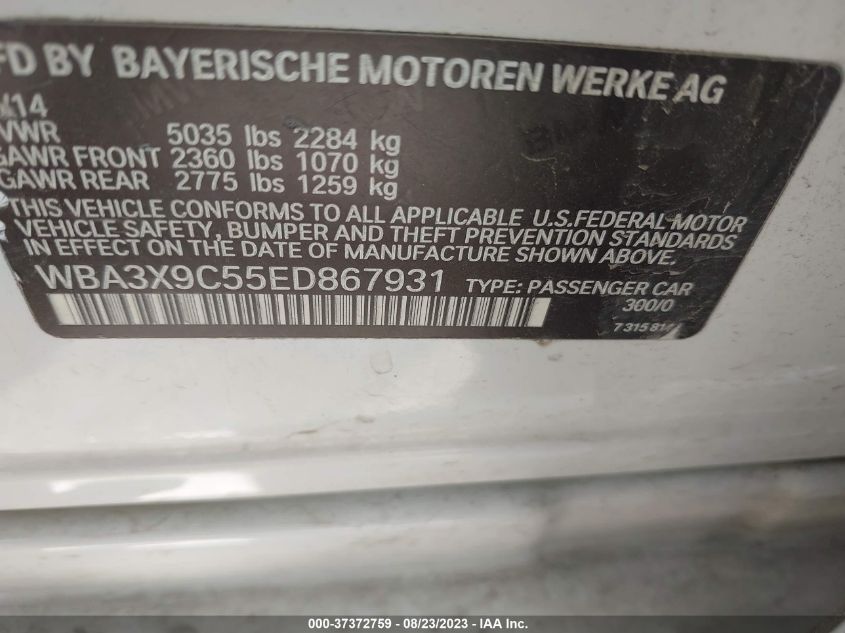 FD BY BAYERISCHE MOTOREN WERKE AG
14
VWR 5035 lbs 2284 kg
GAWR FRONT 2360 lbs 1070 kg
GAWR REAR 2775 lbs 1259 kg
THIS VEHICLE CONFORMS TO ALL APPLICABLE U.S.FEDERAL MOTOR
VEHICLE SAFETY, BUMPER AND THEFT PREVENTION STANDARDS
IN EFFECT ON THE DATE OF MANUFACTURE SHOWN ABOVE.
WBA3X9C55ED867931 TYPE: PASSENGER CAR
300/0
7 315 81
000-37372759 - 08/23/2023 - IAA Inc.